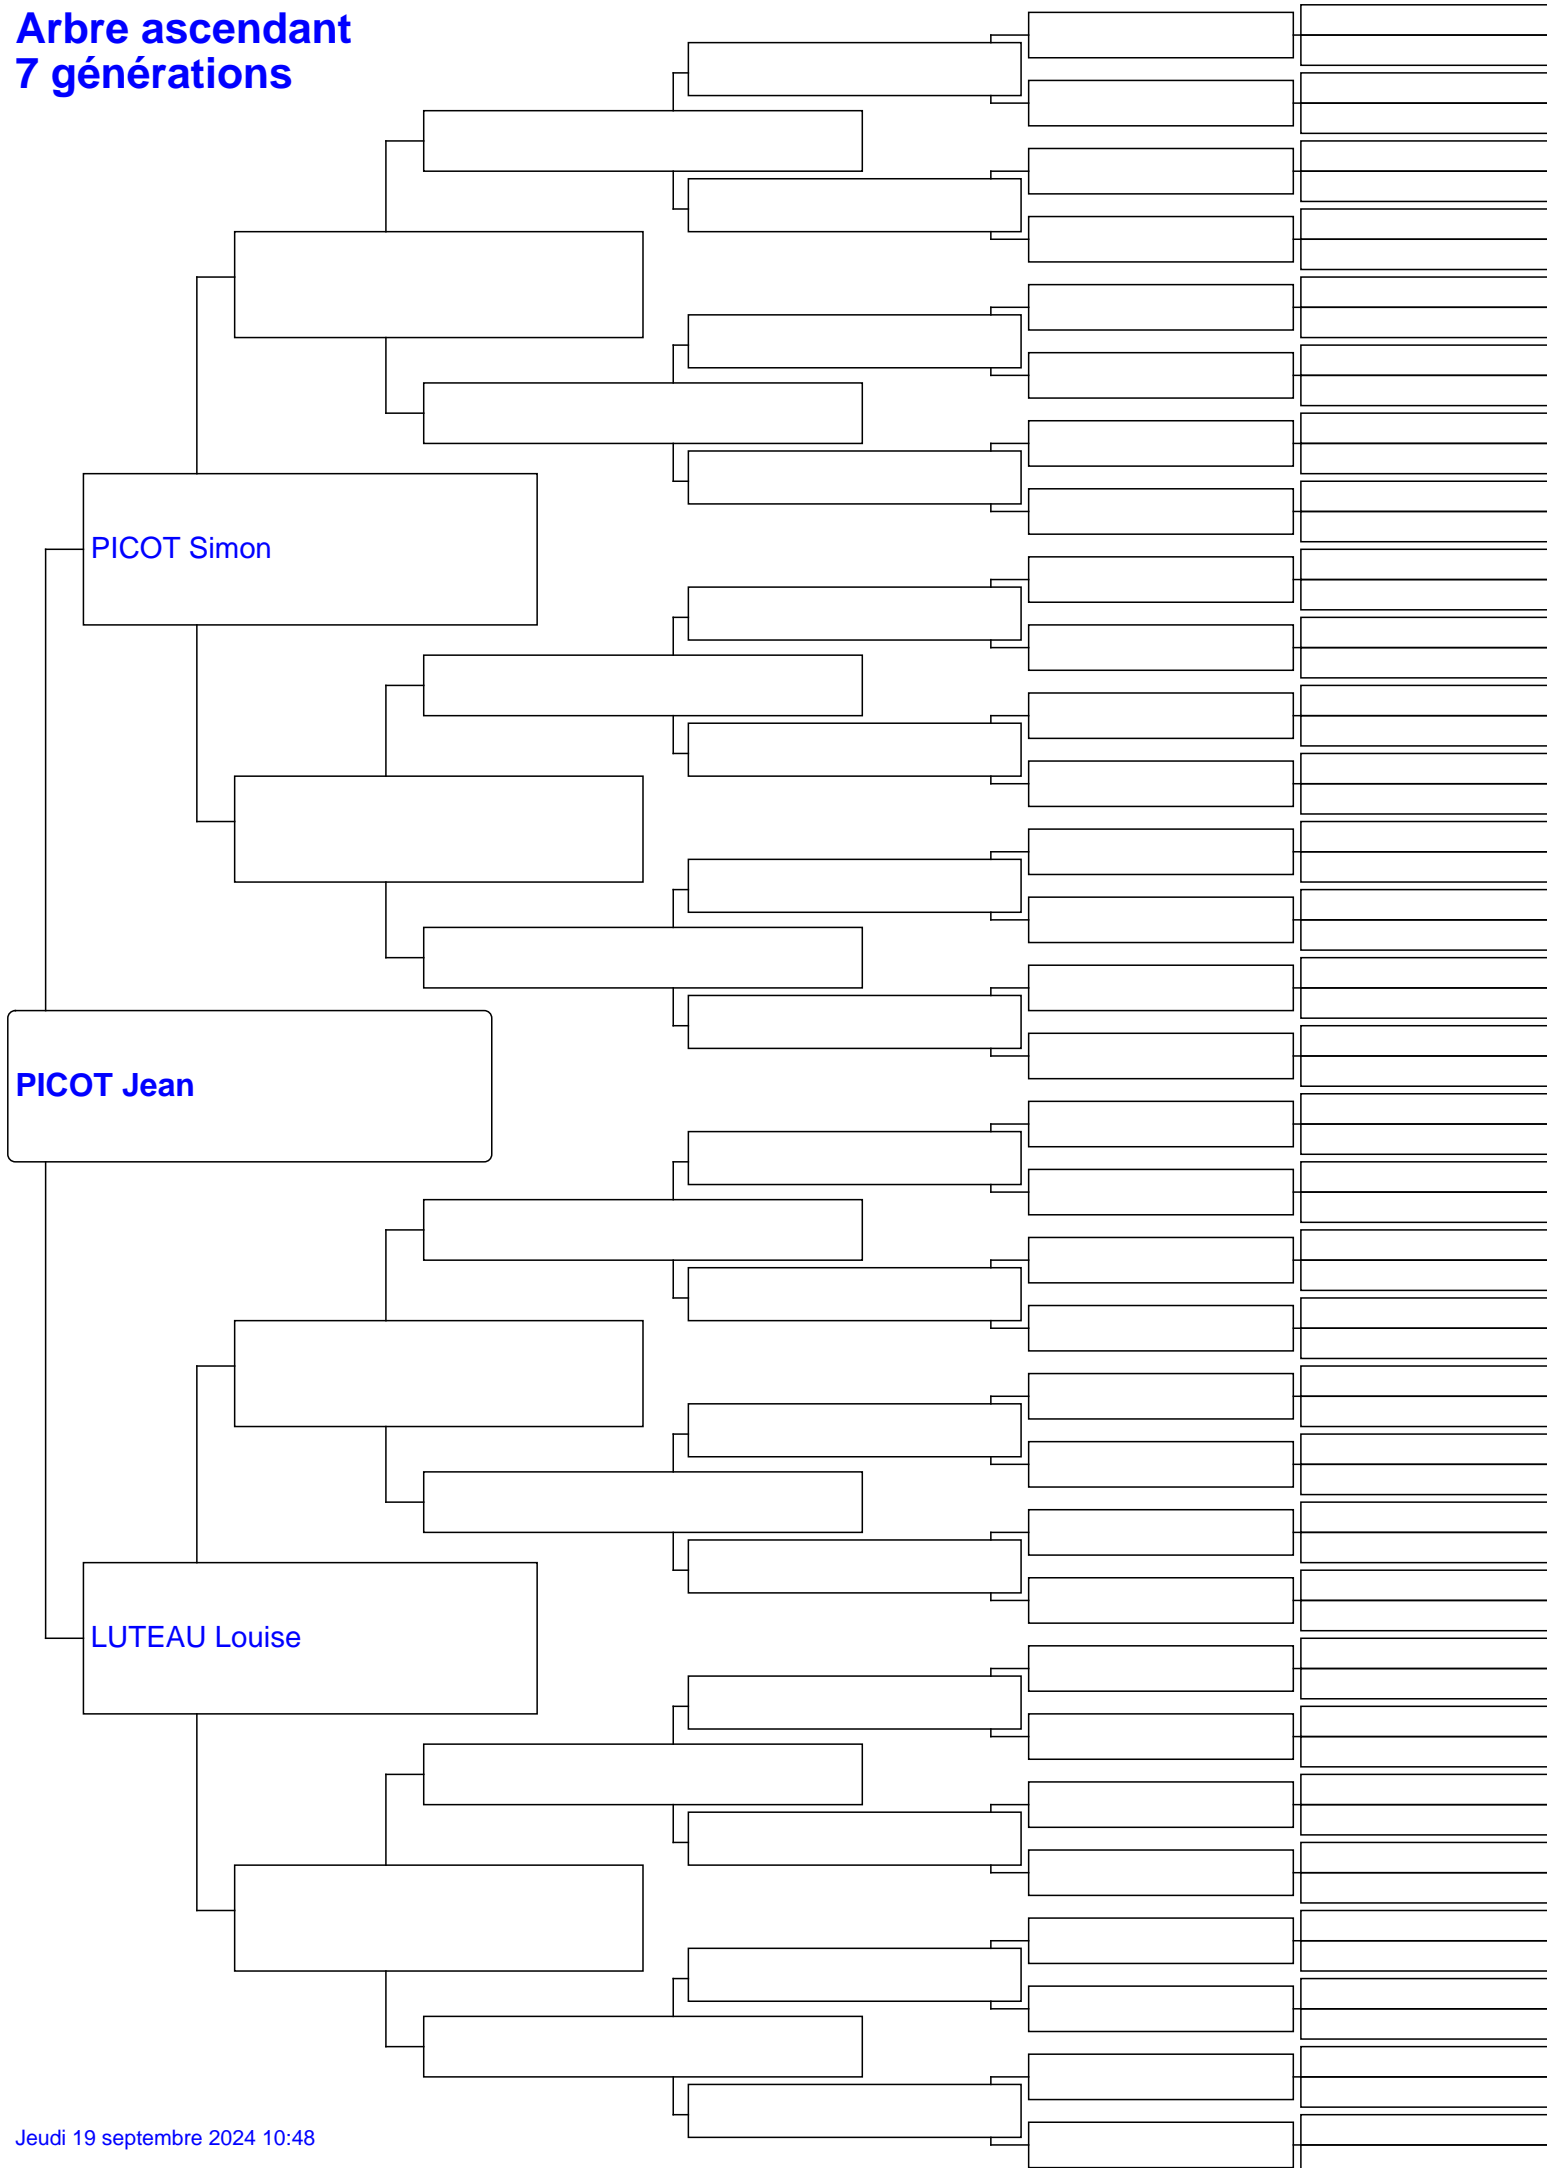 Arbre ascendant
7 générations
PICOT Simon
PICOT Jean
LUTEAU Louise
Jeudi 19 septembre 2024 10:48